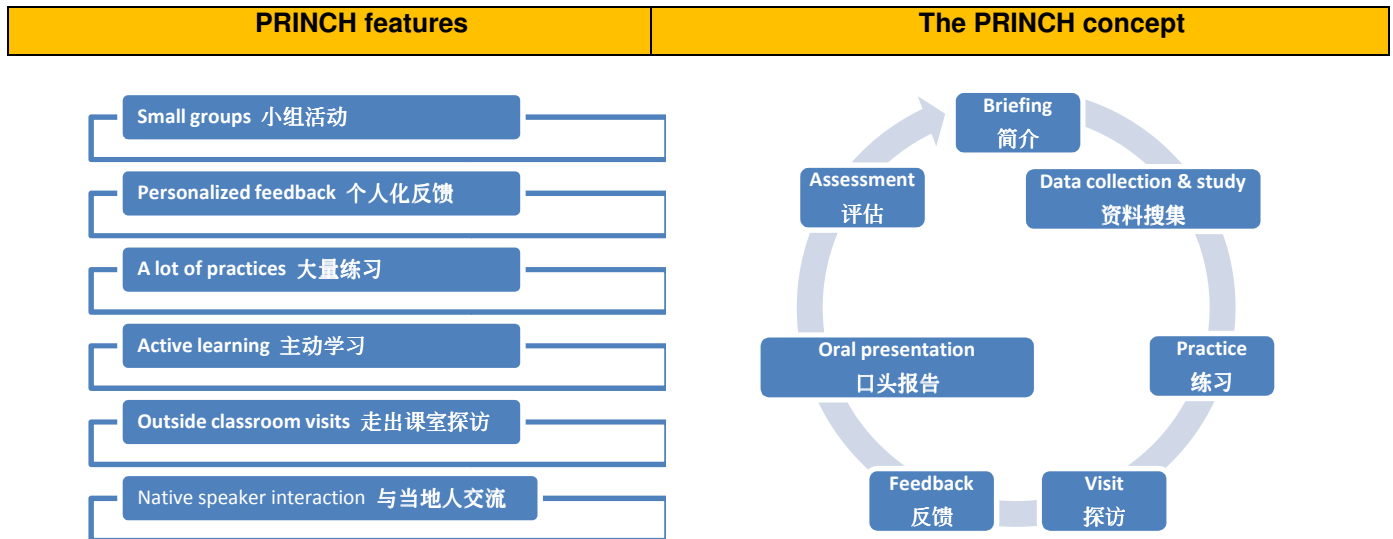 PRINCH features
The PRINCH concept
Small groups 小组活动
Personalized feedback 个人化反馈
A lot of practices 大量练习
Active learning 主动学习
Outside classroom visits 走出课室探访
Native speaker interaction 与当地人交流
Briefing
简介
Data collection & study
资料搜集
Practice
练习
Visit
探访
Feedback
反馈
Oral presentation
口头报告
Assessment
评估